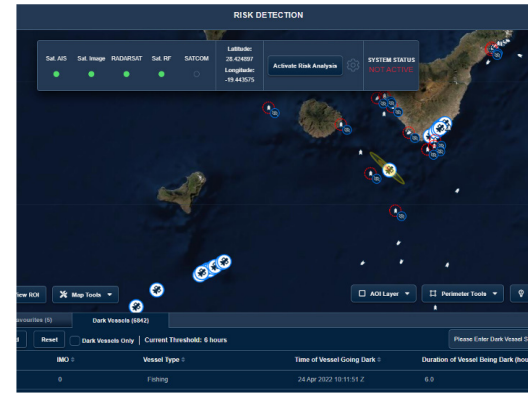 RISK DETECTION
Sat. AIS Sat. Image RADARSAT Sat. RF SATCOM
Latitude:
28.424897
Longitude:
-19.443575
Activate Risk Analysis
SYSTEM STATUS
NOT ACTIVE
View ROI Map Tools AOI Layer Perimeter Tools
avourites (5) Dark Vessels (6842)
Reset Dark Vessels Only Current Threshold: 6 hours Please Enter Dark Vessel S
IMO Vessel Type Time of Vessel Going Dark Duration of Vessel Being Dark (hou
0 Fishing 24 Apr 2022 10:11:51 Z 6.0